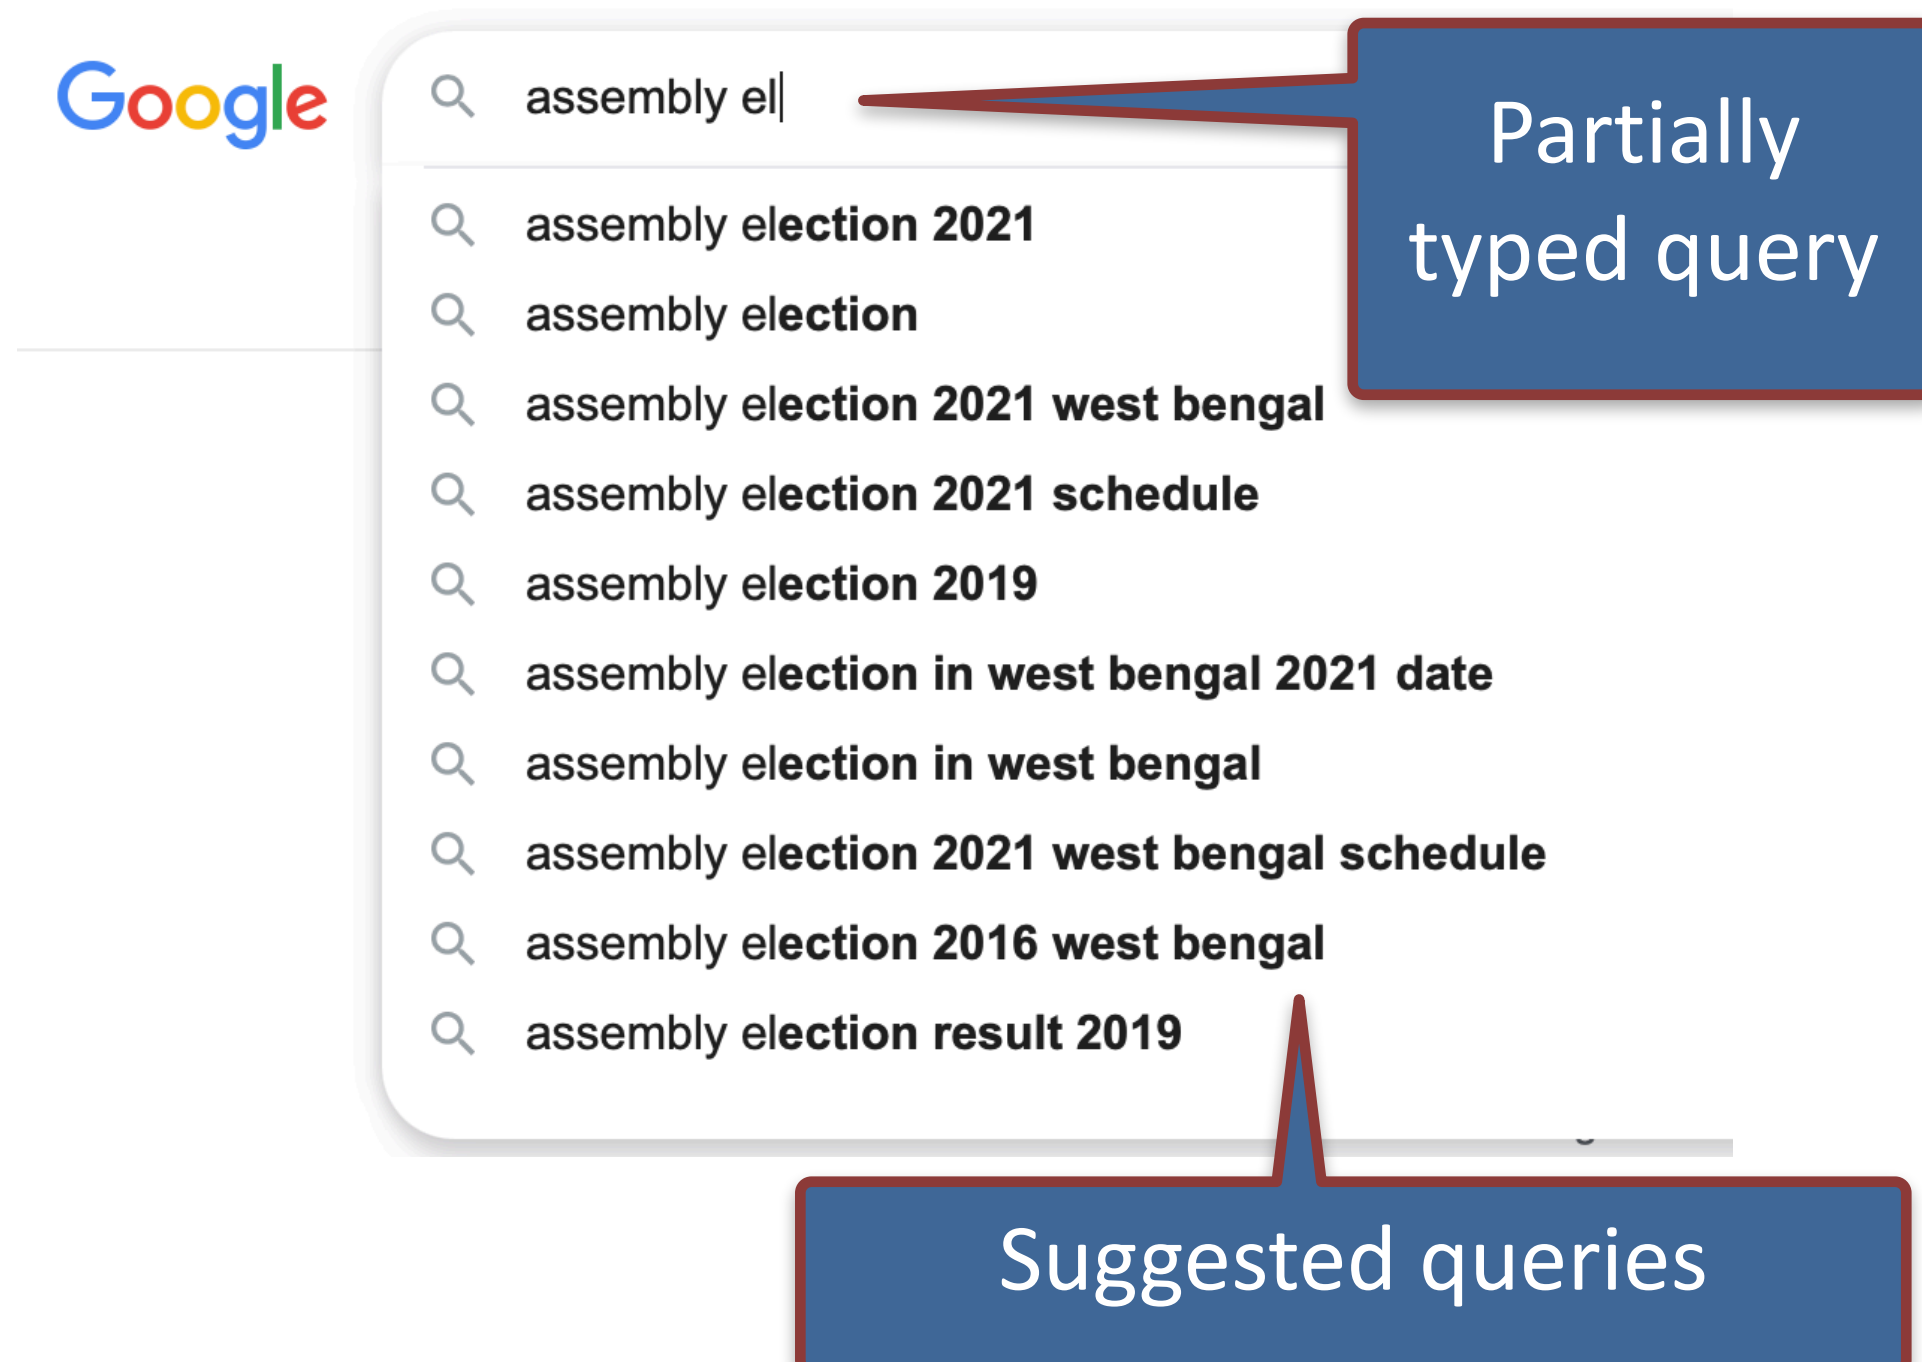 Google
assembly el
Partially
typed query
assembly election 2021
assembly election
assembly election 2021 west bengal
assembly election 2021 schedule
assembly election 2019
assembly election in west bengal 2021 date
assembly election in west bengal
assembly election 2021 west bengal schedule
assembly election 2016 west bengal
assembly election result 2019
Suggested queries